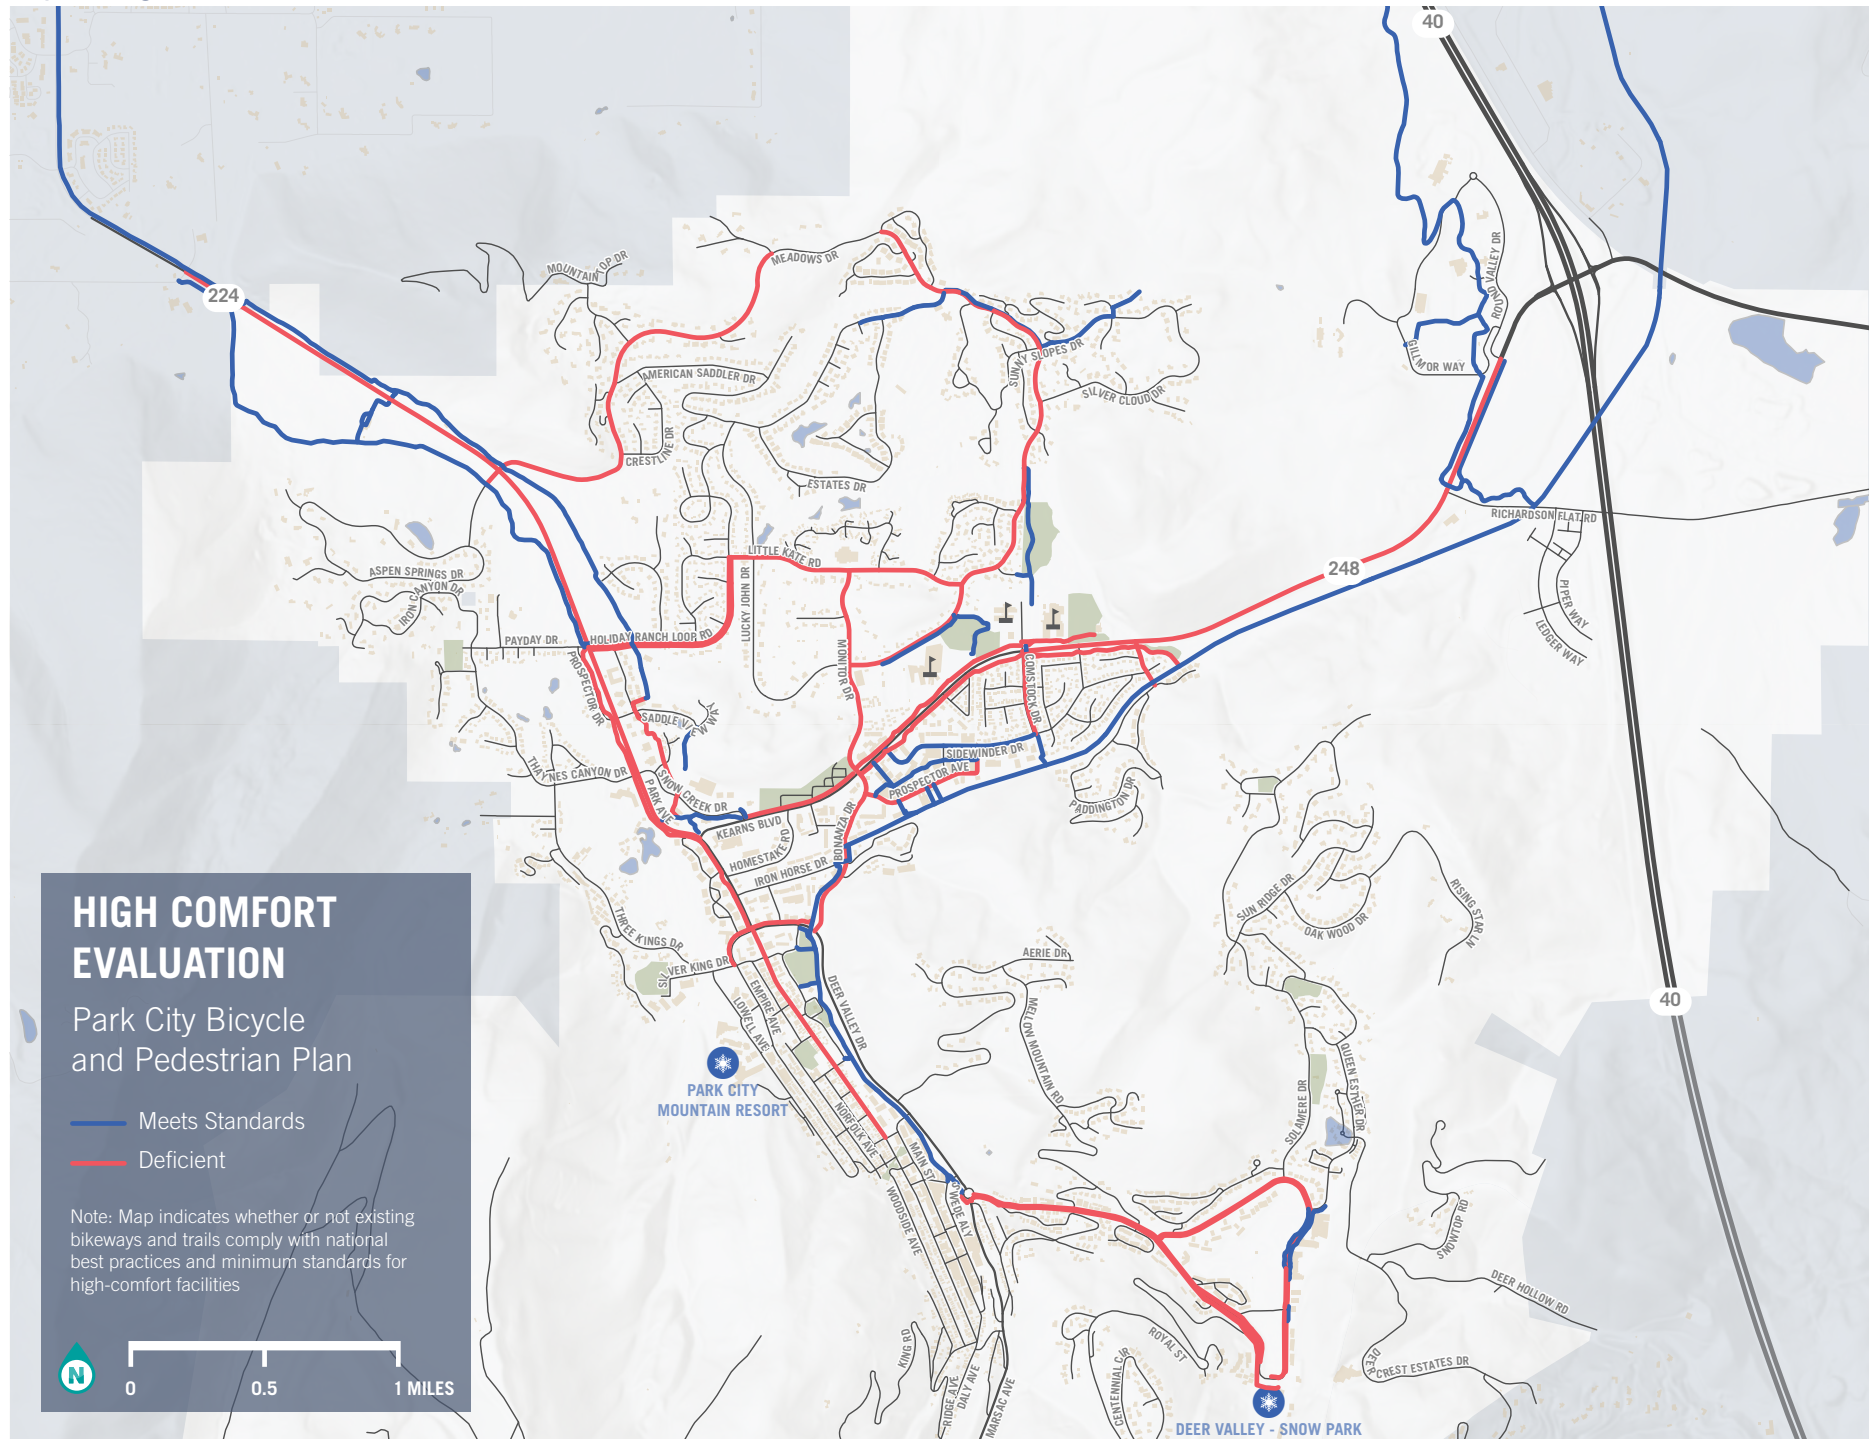 40
224
MOUNTAIN TOP DR
MEADOWS DR
ROUND VALLEY DR
AMERICAN SADDLER DR
SUNNY SLOPES DR
SILVER CLOUD DR
GILLMOR WAY
CRESTLINE DR
ESTATES DR
RICHARDSON FLAT RD
LITTLE KATE RD
248
ASPEN SPRINGS DR
IRON CANYON DR
LUCKY JOHN DR
PIPER WAY
LEDGER WAY
PAYDAY DR
HOLIDAY RANCH LOOP RD
MONITOR DR
COMSTOCK DR
PROSPECTOR DR
SADDLE VIEW WAY
SIDEWINDER DR
THAYNES CANYON DR
PROSPECTOR AVE
SNOW CREEK DR
PARK AVE
PADDINGTON DR
KEARNS BLVD
BONANZA DR
HOMESTAKE RD
IRON HORSE DR
SUN RIDGE DR
OAK WOOD DR
RISING STAR LN
THREE KINGS DR
SILVER KING DR
AERIE DR
EMPIRE AVE
LOWELL AVE
DEER VALLEY DR
MELLOW MOUNTAIN RD
40
QUEEN ESTHER DR
SOLAMERE DR
PARK CITY
MOUNTAIN RESORT
NORFOLK AVE
MAIN ST
WOODSIDE AVE
SWEDE ALY
SNOWTOP RD
DEER HOLLOW RD
ROYAL ST
KING RD
RIDGE AVE
DALY AVE
MARSAC AVE
CENTENNIAL CIR
DEER CREST ESTATES DR
DEER VALLEY - SNOW PARK
HIGH COMFORT
EVALUATION
Park City Bicycle
and Pedestrian Plan
Meets Standards
Deficient
Note: Map indicates whether or not existing
bikeways and trails comply with national
best practices and minimum standards for
high-comfort facilities
N
0 0.5 1 MILES